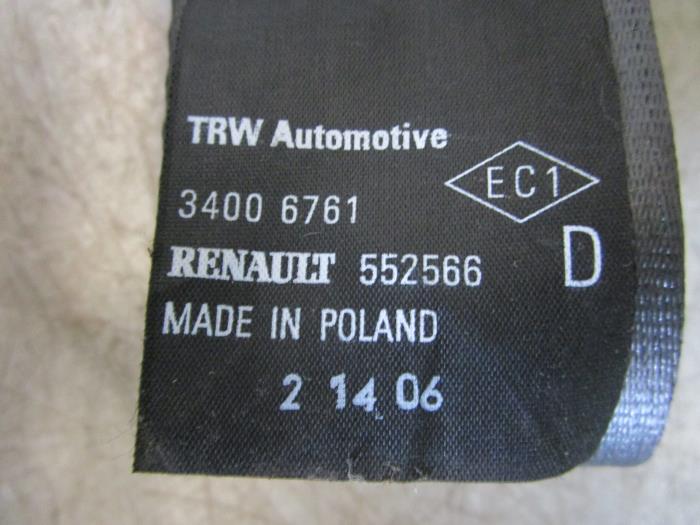 TRW Automotive
EC1
3400 6761
RENAULT 552566
D
MADE IN POLAND
2 14 06